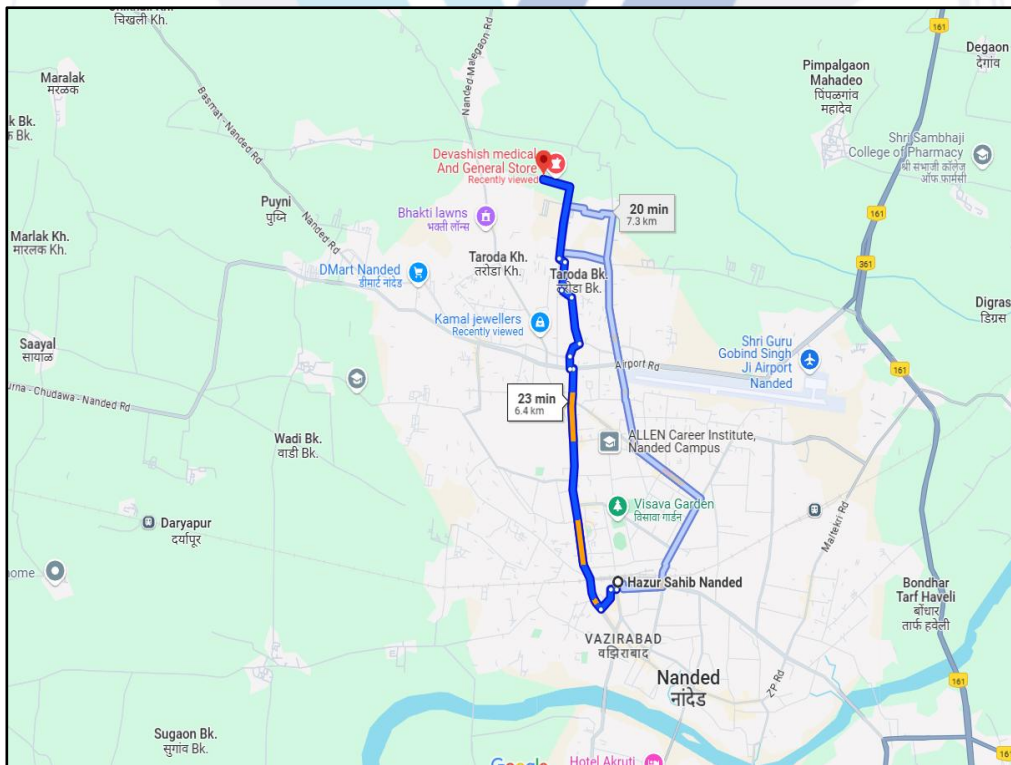 चिखली Kh.
Maralak
मरळक
k Bk.
Bk.
Basmat - Nanded Rd
Nanded-Malegaon Rd
161
Degaon
देगांव
Pimpalgaon
Mahadeo
पिंपळगांव
महादेव
Shri Sambhaji
College of Pharmacy
श्री संभाजी कॉलेज
ऑफ फार्मसी
Devashish medical
And General Store
Recently viewed
20 min
7.3 km
Puyni
पुय्नि
Nanded Rd
Bhakti lawns
भक्ती लॉन्स
161
Marlak Kh.
मारलक Kh.
Taroda Kh.
तरोडा Kh.
DMart Nanded
डीमार्ट नांदेड
Taroda Bk.
तरोडा Bk.
361
Digras
डिग्रस
Kamal jewellers
Recently viewed
Saayal
सायाळ
Airport Rd
Shri Guru
Gobind Singh
Ji Airport
Nanded
urna - Chudawa - Nanded Rd
23 min
6.4 km
Wadi Bk.
वाडी Bk.
ALLEN Career Institute,
Nanded Campus
Visava Garden
विसावा गार्डन
Daryapur
दर्यापूर
Maltekri Rd
home
Hazur Sahib Nanded
Bondhar
Tarf Haveli
बोंधार
तार्फ हवेली
VAZIRABAD
वझिराबाद
Nanded
नांदेड
ZP Rd
161
Sugaon Bk.
सुगांव Bk.
161
Google
Hotel Akruti